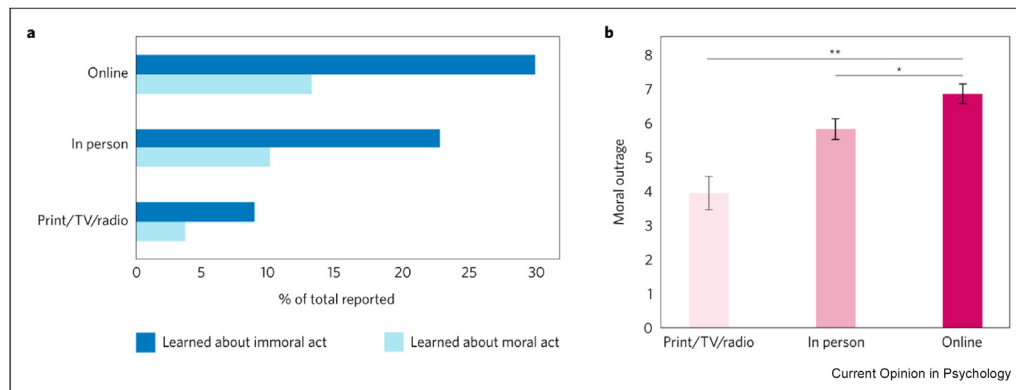 a
Online
In person
Print/TV/radio
0 5 10 15 20 25 30
% of total reported
Learned about immoral act Learned about moral act
b
8
7
6
5
4
3
2
1
0
Moral outrage
** 
*
Print/TV/radio In person Online
Current Opinion in Psychology